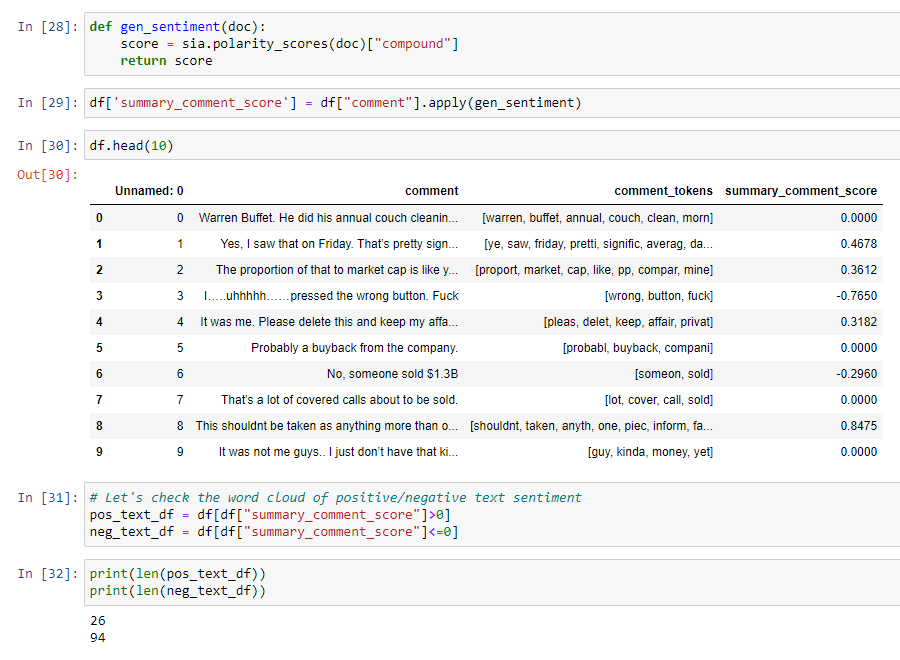 In [28]: def gen_sentiment(doc):
    score = sia.polarity_scores(doc)["compound"]
    return score
In [29]: df['summary_comment_score'] = df["comment"].apply(gen_sentiment)
In [30]: df.head(10)
Out[30]:
Unnamed: 0 comment comment_tokens summary_comment_score
0 0 Warren Buffet. He did his annual couch cleanin... [warren, buffet, annual, couch, clean, morn] 0.0000
1 1 Yes, I saw that on Friday. That's pretty sign... [ye, saw, friday, pretti, signific, averag, da... 0.4678
2 2 The proportion of that to market cap is like y... [proport, market, cap, like, pp, compar, mine] 0.3612
3 3 I…..uhhhhh……pressed the wrong button. Fuck [wrong, button, fuck] -0.7650
4 4 It was me. Please delete this and keep my affa... [pleas, delet, keep, affair, privat] 0.3182
5 5 Probably a buyback from the company. [probabl, buyback, compani] 0.0000
6 6 No, someone sold $1.3B [someon, sold] -0.2960
7 7 That's a lot of covered calls about to be sold. [lot, cover, call, sold] 0.0000
8 8 This shouldnt be taken as anything more than o... [shouldnt, taken, anyth, one, piec, inform, fa... 0.8475
9 9 It was not me guys.. I just don't have that ki... [guy, kinda, money, yet] 0.0000
In [31]: # Let's check the word cloud of positive/negative text sentiment
pos_text_df = df[df["summary_comment_score"]>0]
neg_text_df = df[df["summary_comment_score"]<=0]
In [32]: print(len(pos_text_df))
print(len(neg_text_df))
26
94